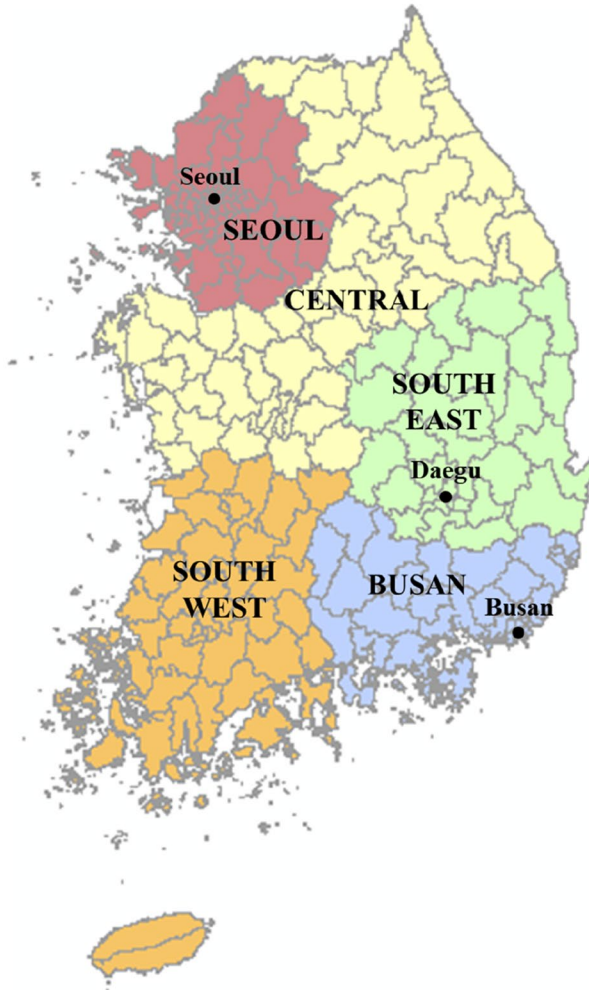 Seoul
SEOUL
CENTRAL
SOUTH
EAST
Daegu
SOUTH
WEST
BUSAN
Busan